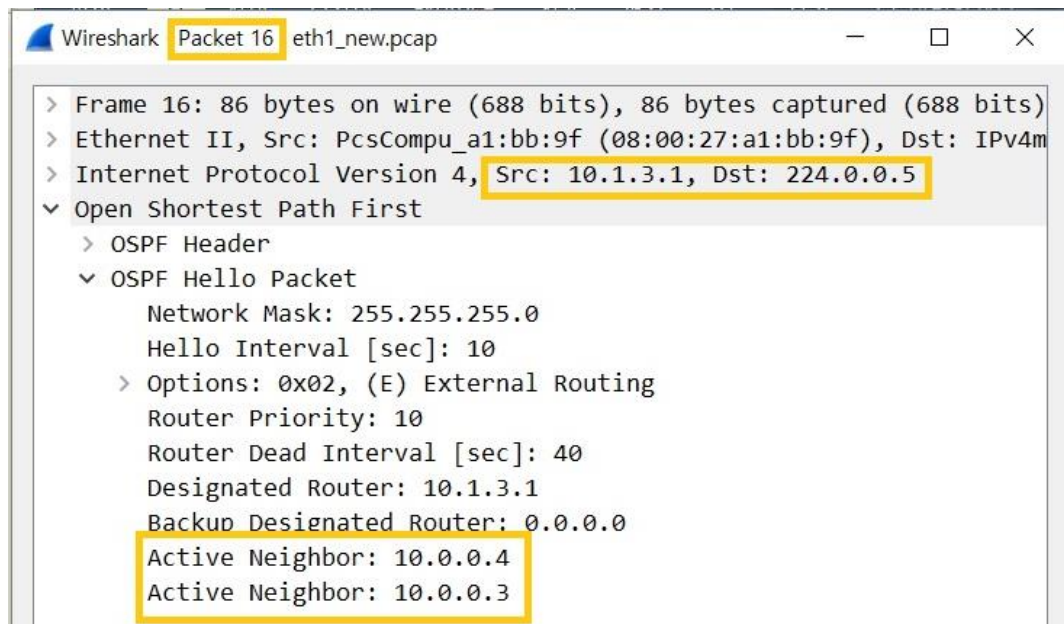 Wireshark Packet 16 eth1_new.pcap
Frame 16: 86 bytes on wire (688 bits), 86 bytes captured (688 bits)
Ethernet II, Src: PcsCompu_a1:bb:9f (08:00:27:a1:bb:9f), Dst: IPv4m
Internet Protocol Version 4, Src: 10.1.3.1, Dst: 224.0.0.5
Open Shortest Path First
OSPF Header
OSPF Hello Packet
Network Mask: 255.255.255.0
Hello Interval [sec]: 10
Options: 0x02, (E) External Routing
Router Priority: 10
Router Dead Interval [sec]: 40
Designated Router: 10.1.3.1
Backup Designated Router: 0.0.0.0
Active Neighbor: 10.0.0.4
Active Neighbor: 10.0.0.3